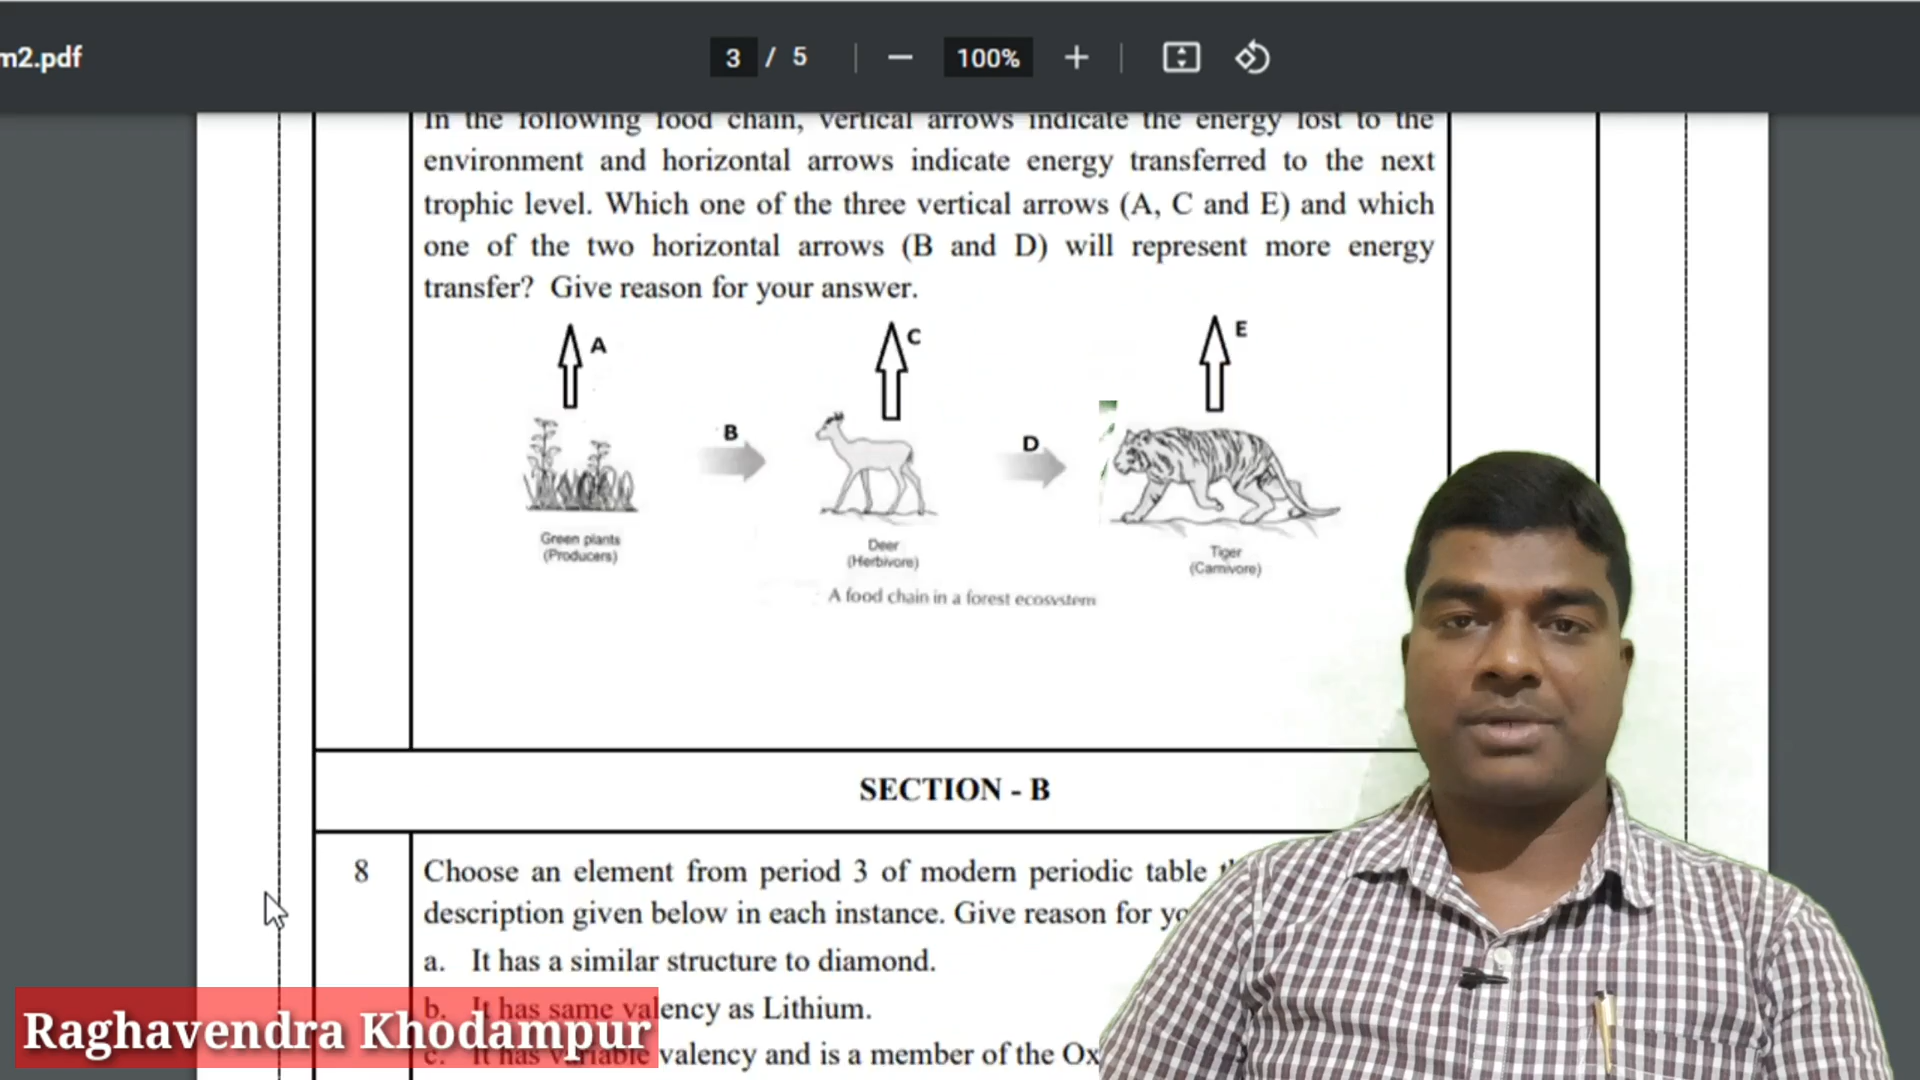 m2.pdf
3 / 5
100%
In the following food chain, vertical arrows indicate the energy lost to the
environment and horizontal arrows indicate energy transferred to the next
trophic level. Which one of the three vertical arrows (A, C and E) and which
one of the two horizontal arrows (B and D) will represent more energy
transfer? Give reason for your answer.
A
C
E
B
D
Green plants
(Producers)
Deer
(Herbivore)
Tiger
(Carnivore)
A food chain in a forest ecosystem
SECTION - B
8
Choose an element from period 3 of modern periodic table
description given below in each instance. Give reason for
a. It has a similar structure to diamond.
b. It has same valency as Lithium.
c. It has variable valency and is a member of the
Raghavendra Khodampur